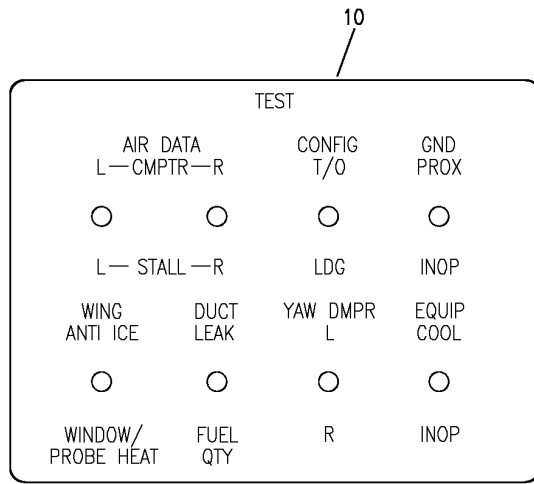 10
TEST
AIR DATA CONFIG GND
L—CMPTR—R T/O PROX
L— STALL —R LDG INOP
WING DUCT YAW DMPR EQUIP
ANTI ICE LEAK L COOL
WINDOW/ FUEL R INOP
PROBE HEAT QTY